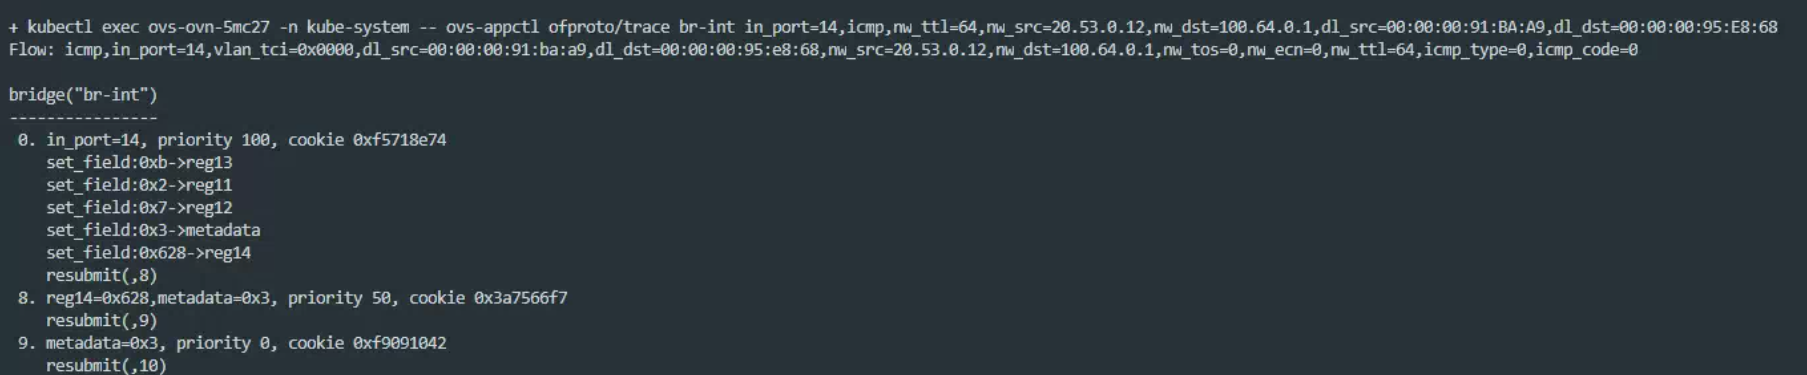 + kubectl exec ovs-ovn-5mc27 -n kube-system -- ovs-appctl ofproto/trace br-int in_port=14,icmp,nw_ttl=64,nw_src=20.53.0.12,nw_dst=100.64.0.1,dl_src=00:00:00:91:BA:A9,dl_dst=00:00:00:95:E8:68
Flow: icmp,in_port=14,vlan_tci=0x0000,dl_src=00:00:00:91:ba:a9,dl_dst=00:00:00:95:e8:68,nw_src=20.53.0.12,nw_dst=100.64.0.1,nw_tos=0,nw_ecn=0,nw_ttl=64,icmp_type=0,icmp_code=0
bridge("br-int")
----------------
0. in_port=14, priority 100, cookie 0xf5718e74
set_field:0xb->reg13
set_field:0x2->reg11
set_field:0x7->reg12
set_field:0x3->metadata
set_field:0x628->reg14
resubmit(,8)
8. reg14=0x628,metadata=0x3, priority 50, cookie 0x3a7566f7
resubmit(,9)
9. metadata=0x3, priority 0, cookie 0xf9091042
resubmit(,10)